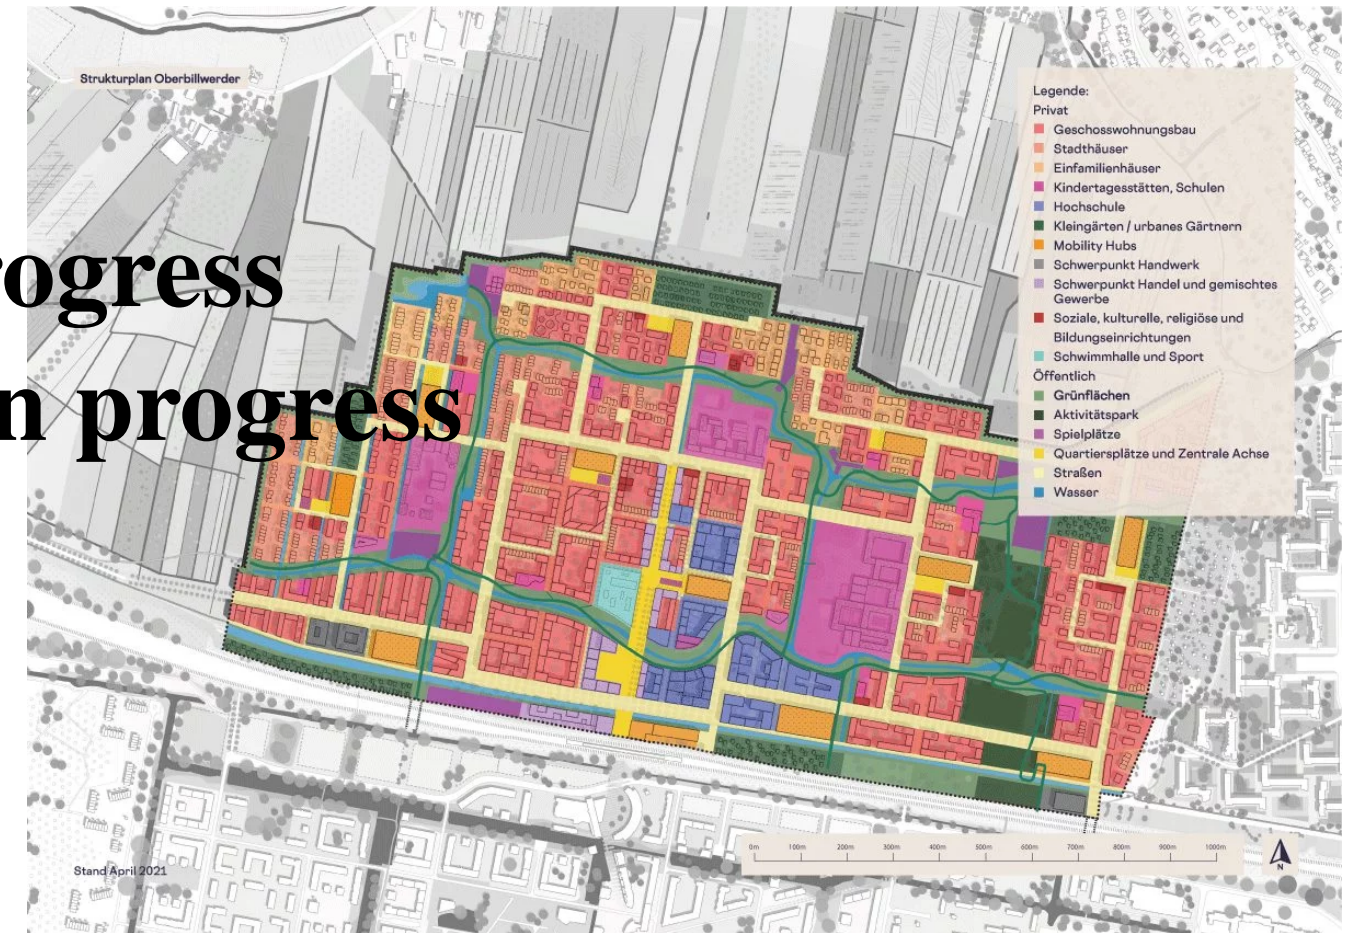 Strukturplan Oberbillwerder
Legende:
Privat
Geschosswohnungsbau
Stadthäuser
Einfamilienhäuser
Kindertagesstätten, Schulen
Hochschule
Kleingärten / urbanes Gärtnern
Mobility Hubs
Schwerpunkt Handwerk
Schwerpunkt Handel und gemischtes
Gewerbe
Soziale, kulturelle, religiöse und
Bildungseinrichtungen
Schwimmhalle und Sport
Öffentlich
Grünflächen
Aktivitätspark
Spielplätze
Quartiersplätze und Zentrale Achse
Straßen
Wasser
ogress
n progress
0m 100m 200m 300m 400m 500m 600m 700m 800m 900m 1000m
N
Stand April 2021